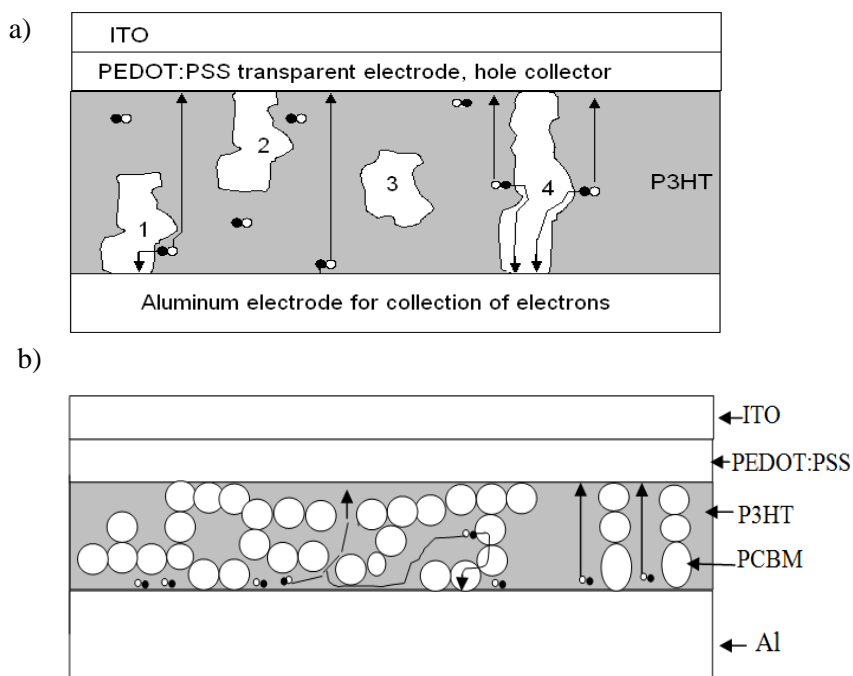 a)
ITO
PEDOT:PSS transparent electrode, hole collector
2
3
4
P3HT
1
Aluminum electrode for collection of electrons
b)
ITO
PEDOT:PSS
P3HT
PCBM
Al